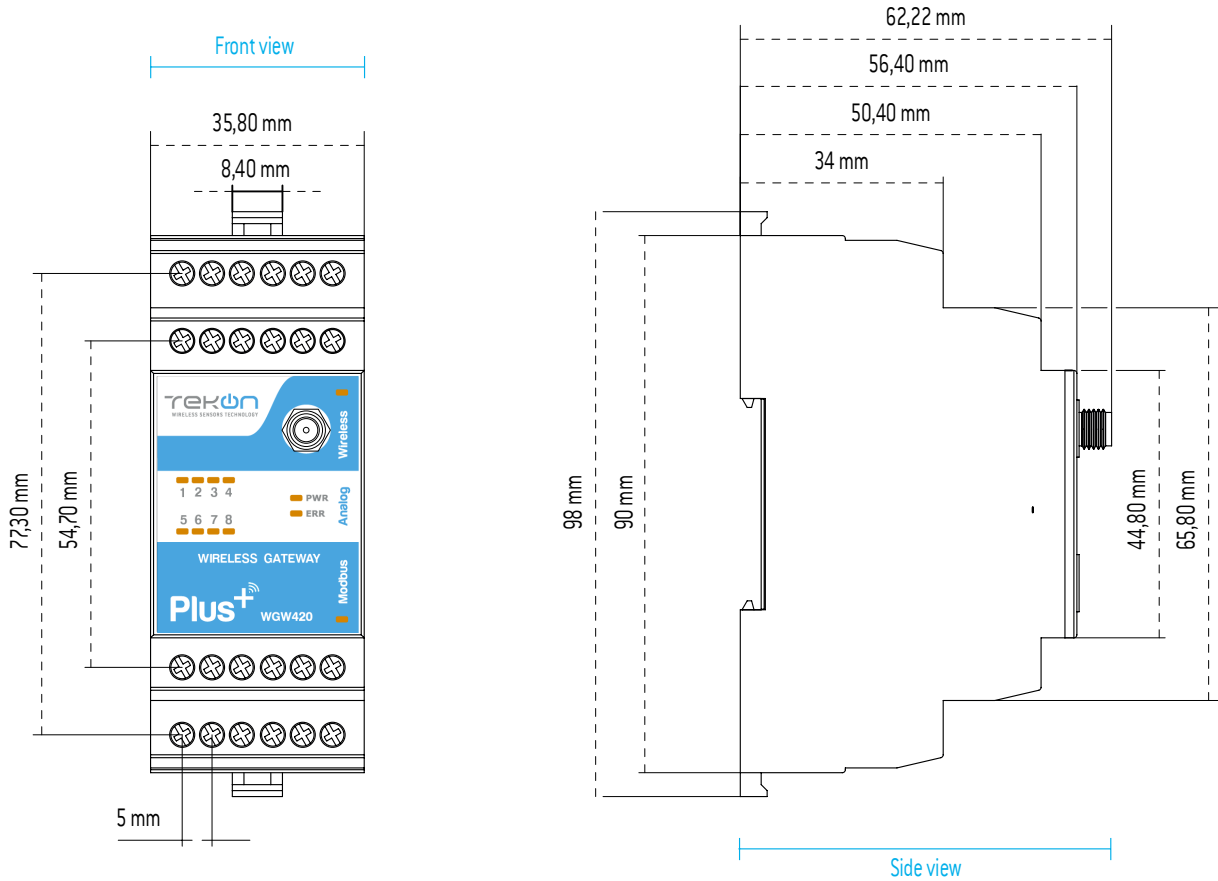 Front view
35,80 mm
8,40 mm
77,30 mm
54,70 mm
TEKON
WIRELESS SENSORS TECHNOLOGY
Wireless
1 2 3 4
PWR
ERR
Analog
5 6 7 8
WIRELESS GATEWAY
Modbus
Plus+
WGW420
5 mm
62,22 mm
56,40 mm
50,40 mm
34 mm
98 mm
90 mm
44,80 mm
65,80 mm
Side view